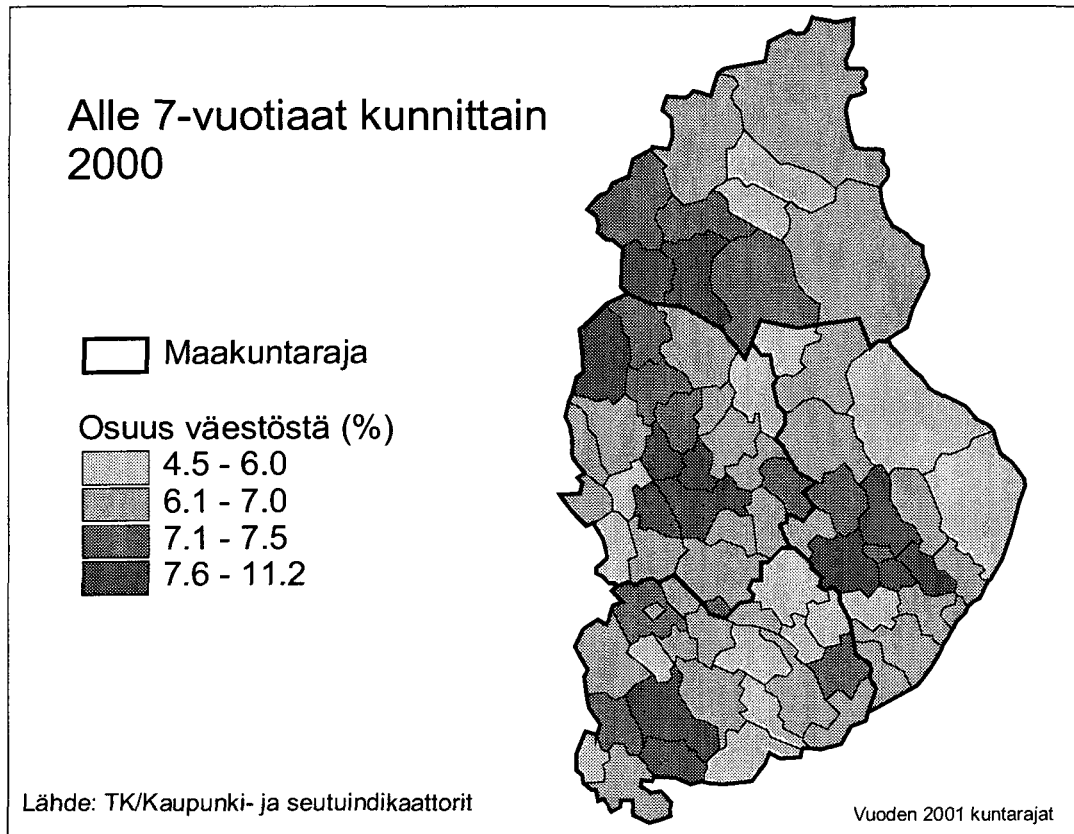 Alle 7-vuotiaat kunnittain
2000
Maakuntaraja
Osuus väestöstä (%)
4.5 - 6.0
6.1 - 7.0
7.1 - 7.5
7.6 - 11.2
Lähde: TK/Kaupunki- ja seutuindikaattorit
Vuoden 2001 kuntarajat